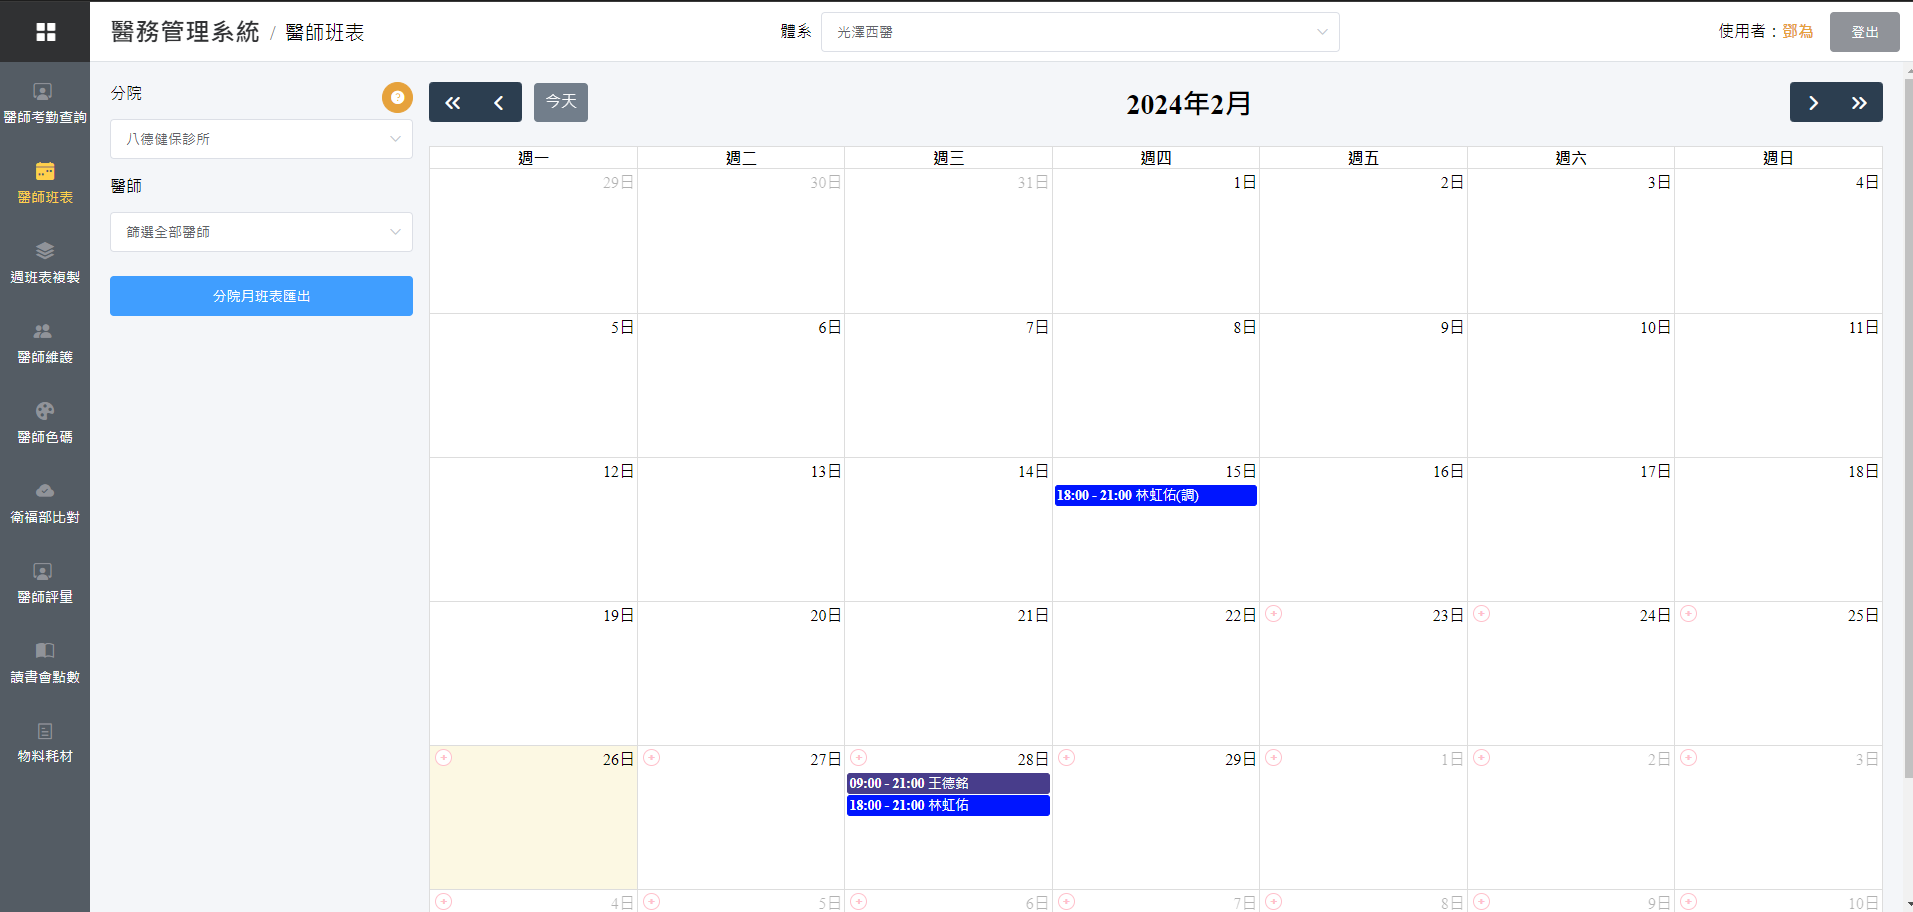 醫務管理系統 / 醫師班表
體系 光澤西醫
使用者：鄧為 登出
醫師考勤查詢
醫師班表
週班表複製
醫師維護
醫師色碼
衛福部比對
醫師評量
讀書會點數
物料耗材
分院
八德健保診所
醫師
篩選全部醫師
分院月班表匯出
今天
2024年2月
週一 週二 週三 週四 週五 週六 週日
29日 30日 31日 1日 2日 3日 4日
5日 6日 7日 8日 9日 10日 11日
12日 13日 14日 15日 16日 17日 18日
18:00 - 21:00 林虹佑(調)
19日 20日 21日 22日 23日 24日 25日
26日 27日 28日 29日 1日 2日 3日
09:00 - 21:00 王德銘
18:00 - 21:00 林虹佑
4日 5日 6日 7日 8日 9日 10日